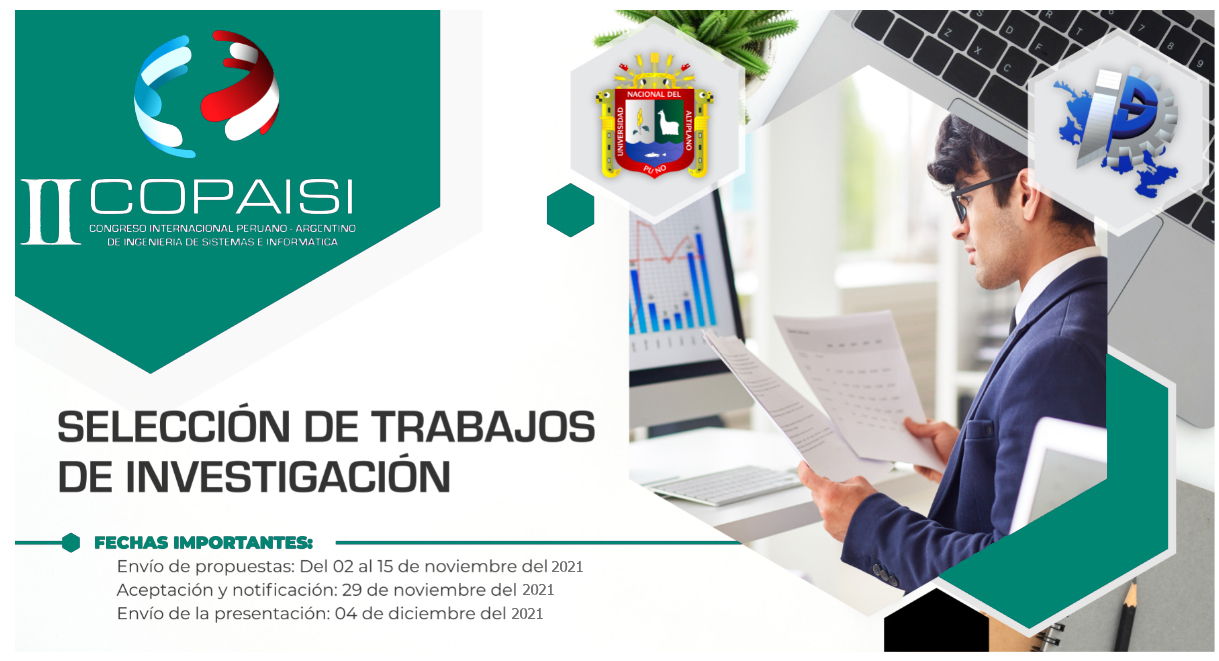 II COPAISI
CONGRESO INTERNACIONAL PERUANO - ARGENTINO
DE INGENIERIA DE SISTEMAS E INFORMATICA
UNIVERSIDAD
NACIONAL DEL
ALTIPLANO
PUNO
SELECCIÓN DE TRABAJOS
DE INVESTIGACIÓN
FECHAS IMPORTANTES:
Envío de propuestas: Del 02 al 15 de noviembre del 2021
Aceptación y notificación: 29 de noviembre del 2021
Envío de la presentación: 04 de diciembre del 2021